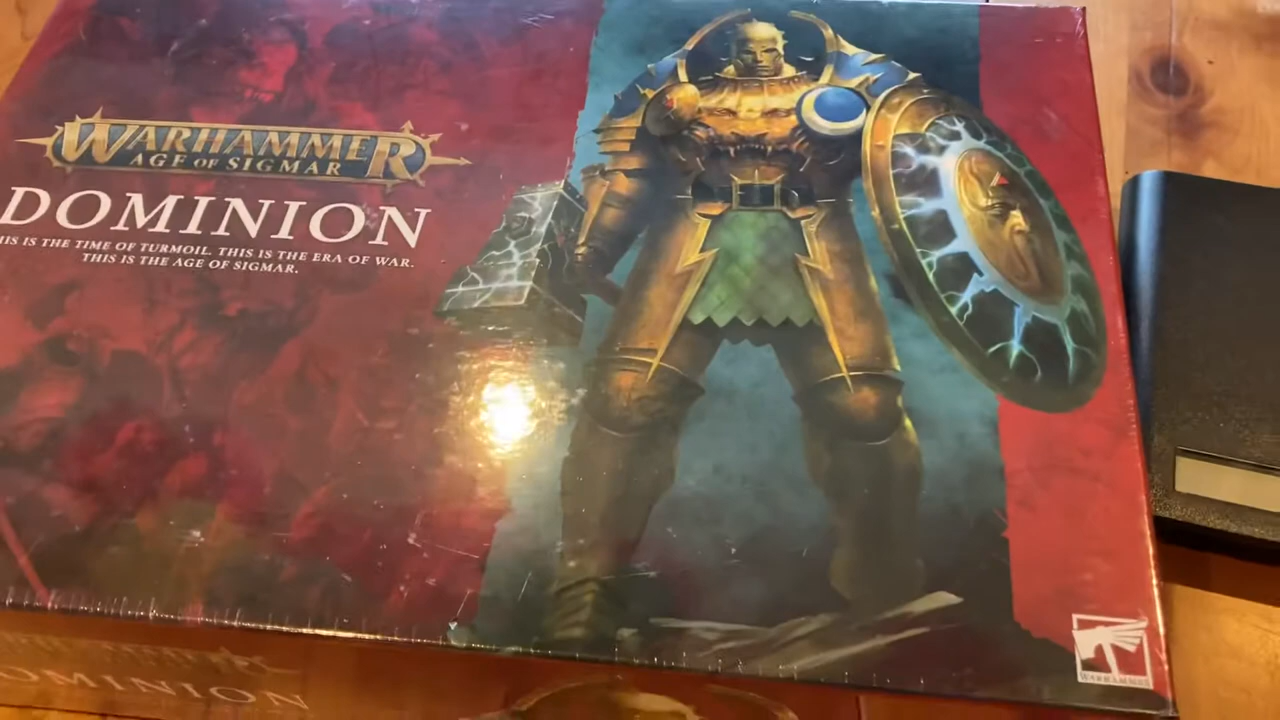 WARHAMMER
AGE OF SIGMAR
DOMINION
THIS IS THE TIME OF TURMOIL. THIS IS THE ERA OF WAR.
THIS IS THE AGE OF SIGMAR.
WARHAMMER
DOMINION